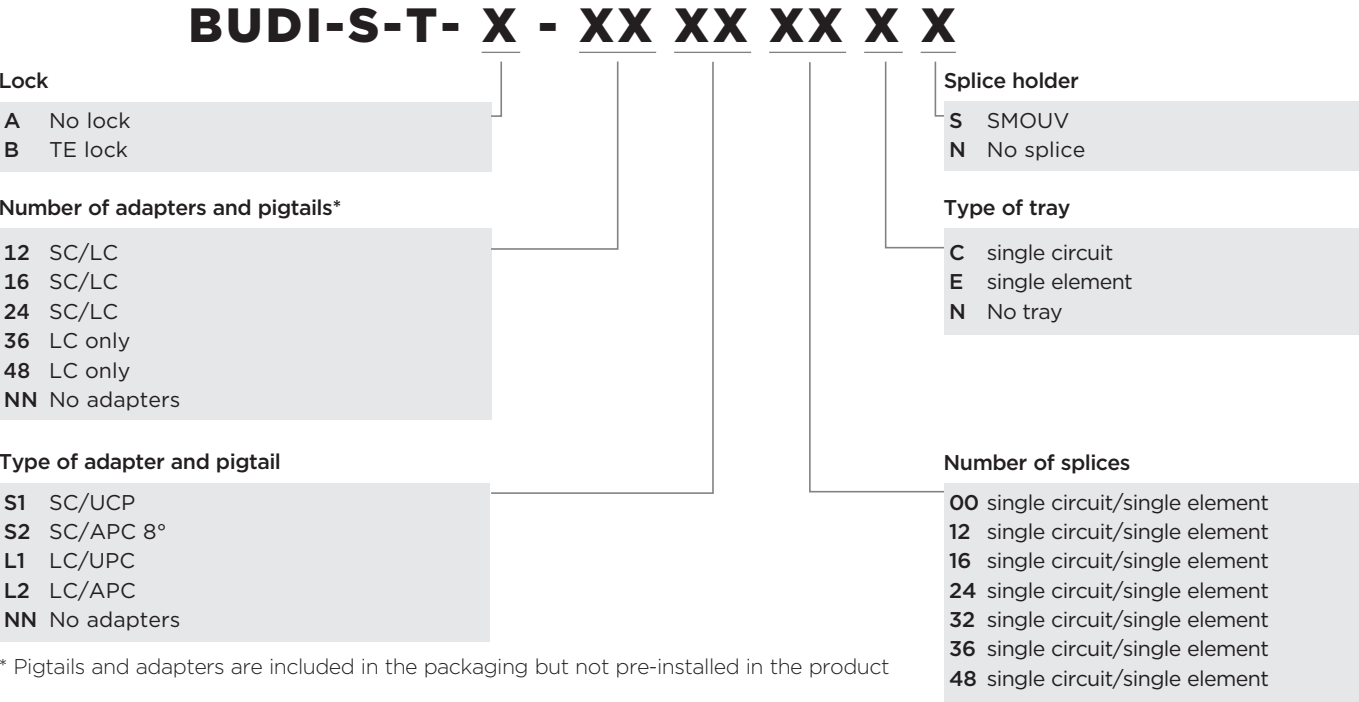 BUDI-S-T- X - XX XX XX X X
Lock
A No lock
B TE lock
Number of adapters and pigtails*
12 SC/LC
16 SC/LC
24 SC/LC
36 LC only
48 LC only
NN No adapters
Type of adapter and pigtail
S1 SC/UCP
S2 SC/APC 8°
L1 LC/UPC
L2 LC/APC
NN No adapters
* Pigtails and adapters are included in the packaging but not pre-installed in the product
Splice holder
S SMOUV
N No splice
Type of tray
C single circuit
E single element
N No tray
Number of splices
00 single circuit/single element
12 single circuit/single element
16 single circuit/single element
24 single circuit/single element
32 single circuit/single element
36 single circuit/single element
48 single circuit/single element